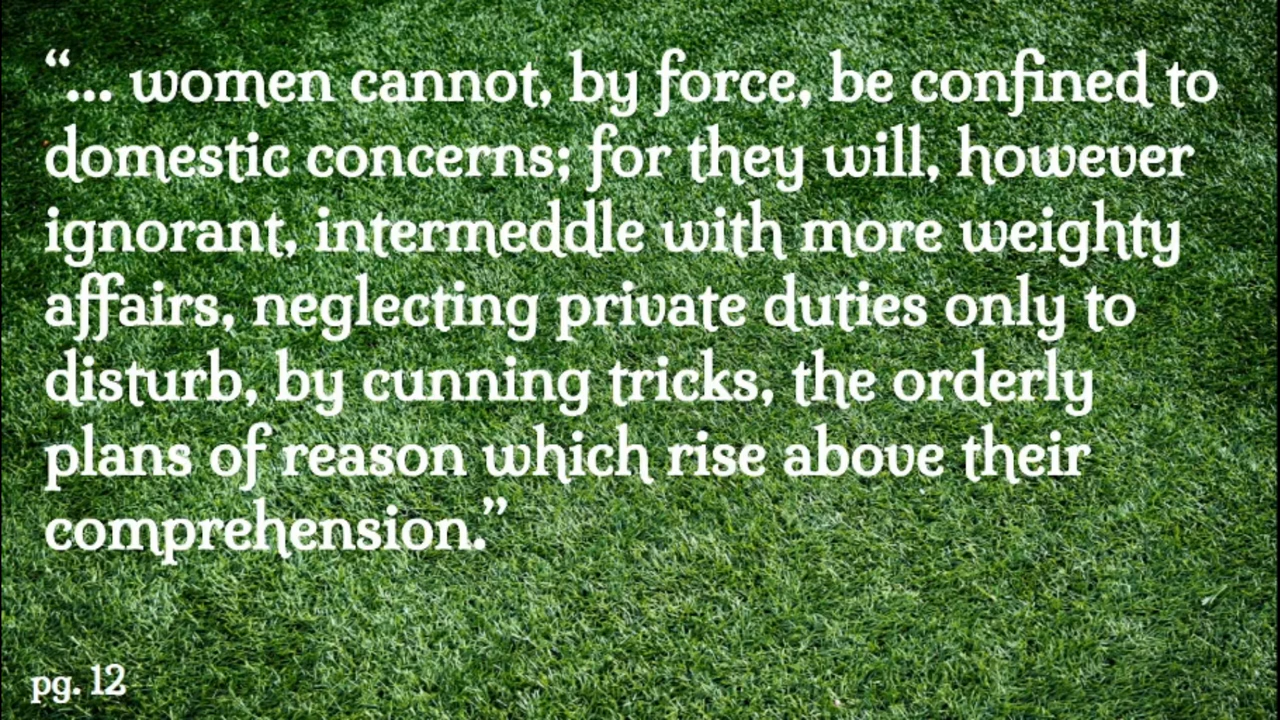 “... women cannot, by force, be confined to
domestic concerns; for they will, however
ignorant, intermeddle with more weighty
affairs, neglecting private duties only to
disturb, by cunning tricks, the orderly
plans of reason which rise above their
comprehension.”
pg. 12